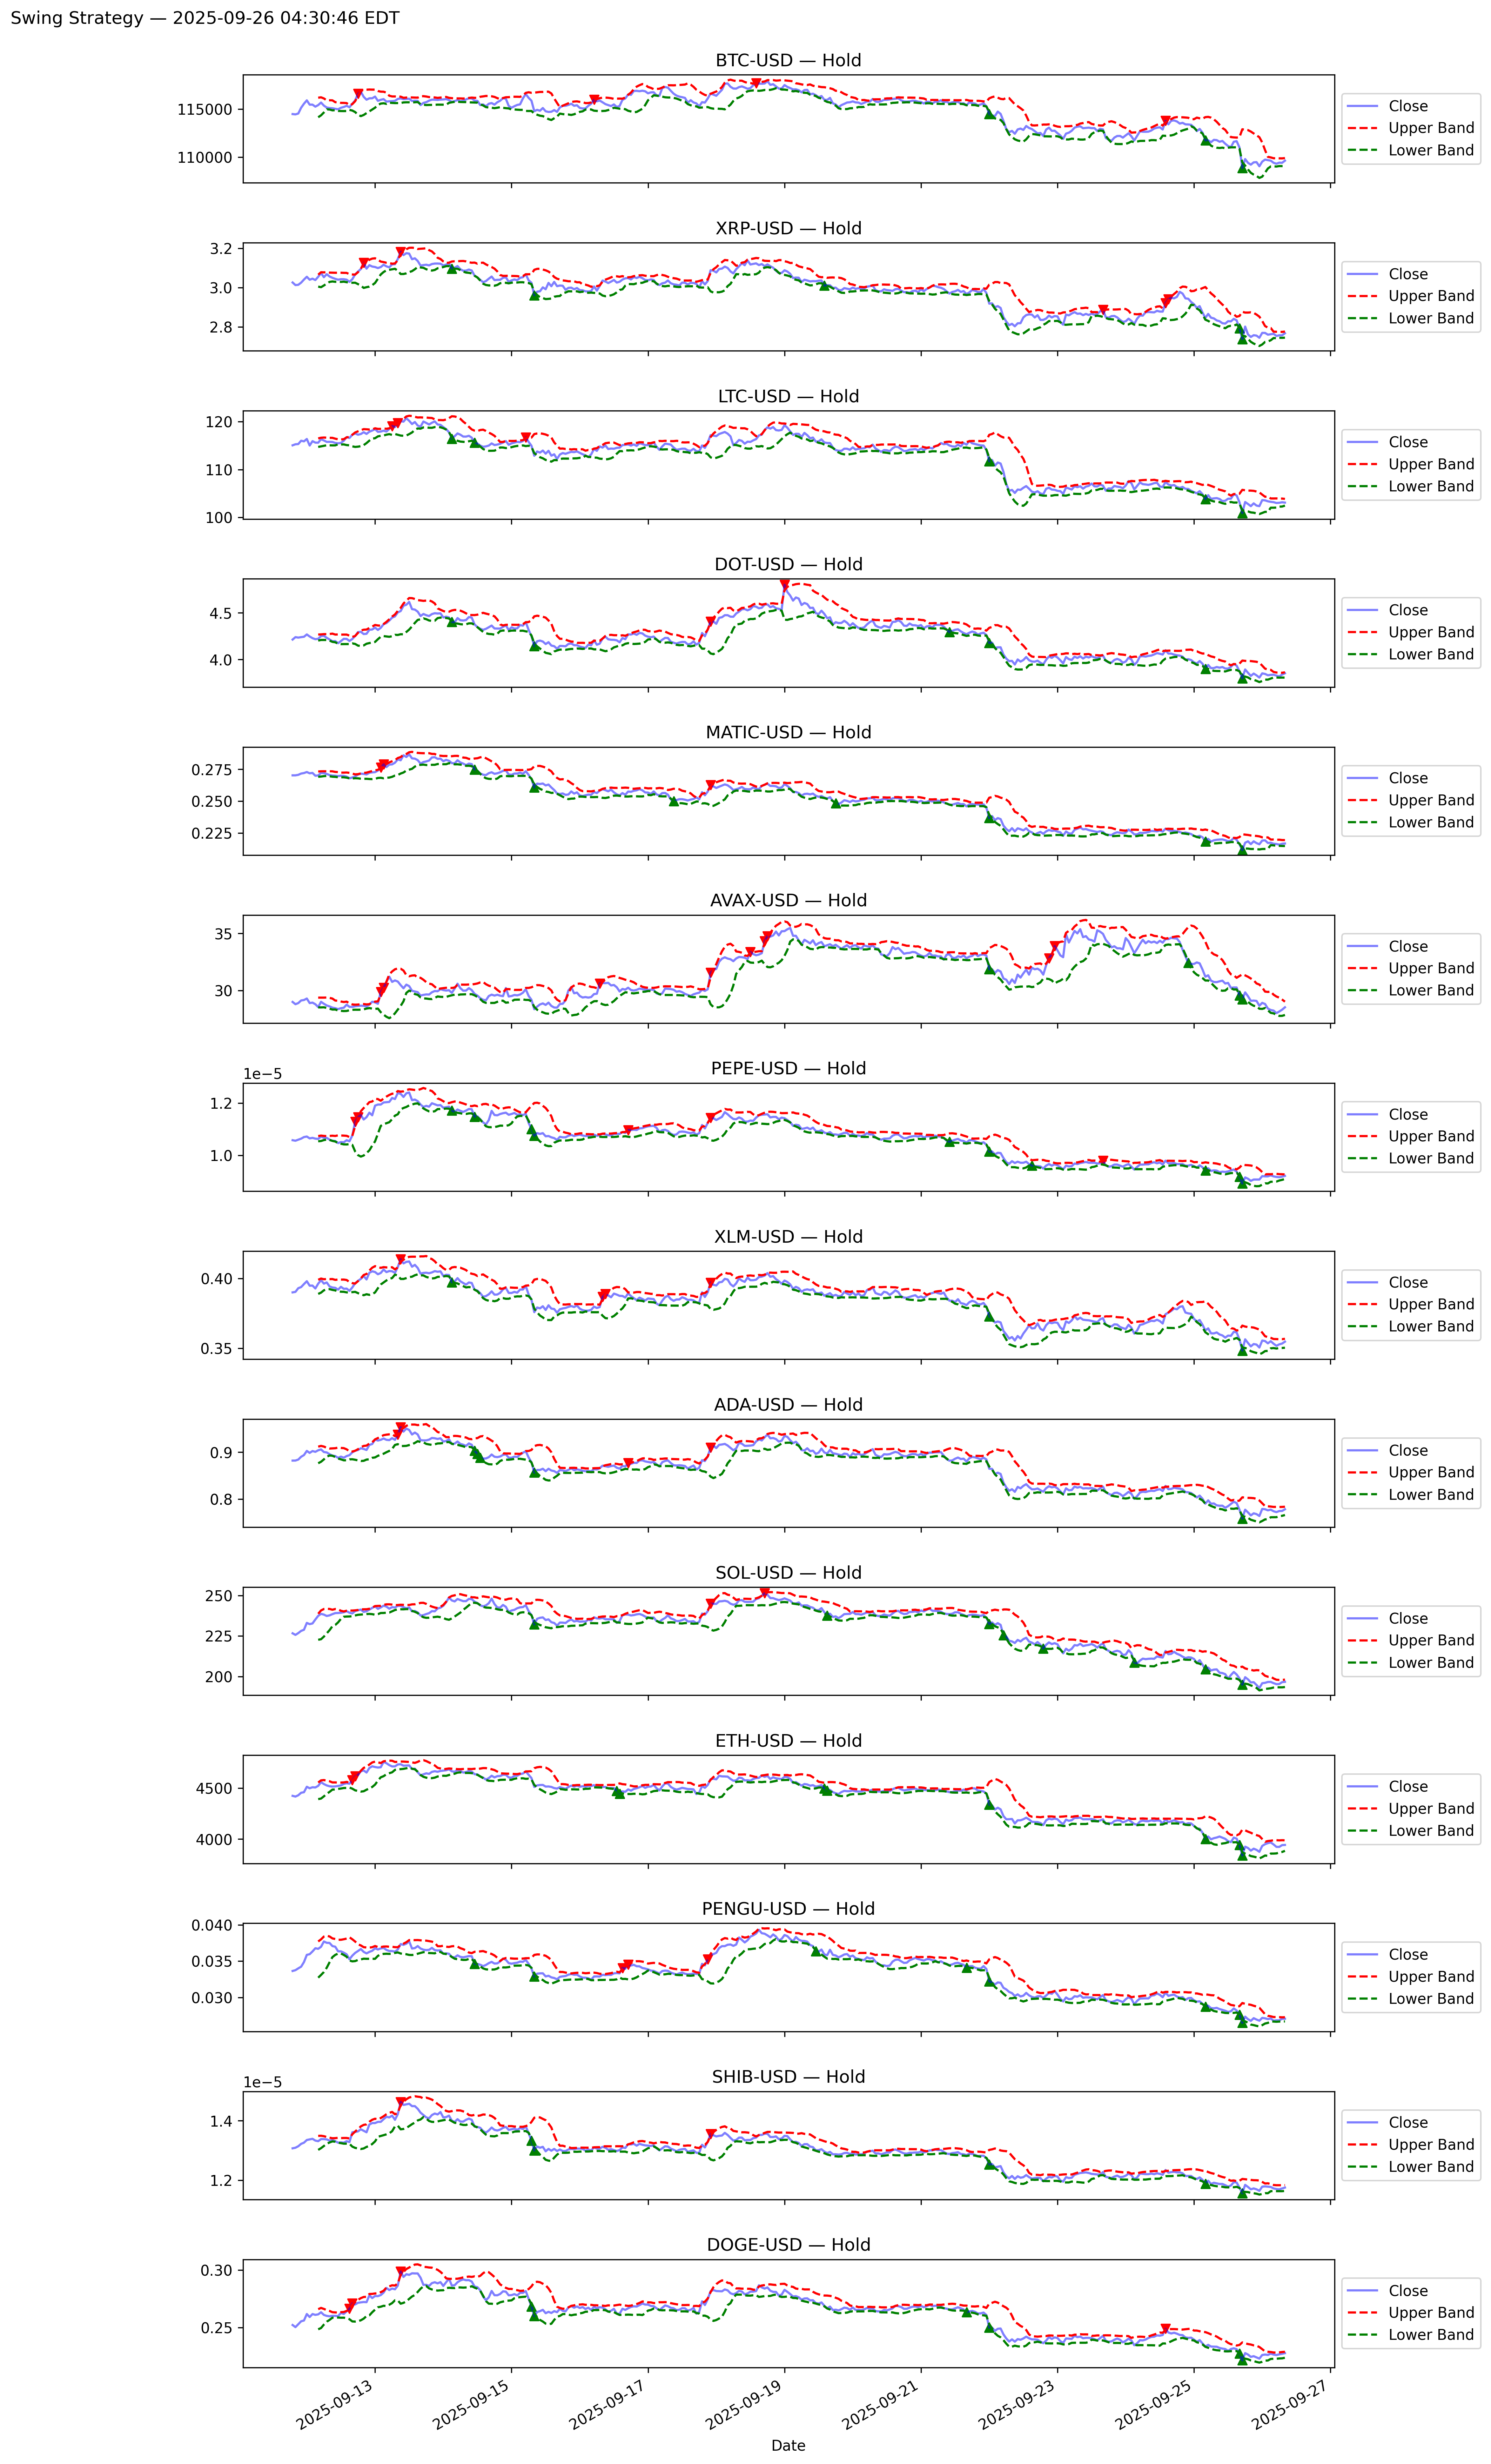 Swing Strategy — 2025-09-26 04:30:46 EDT
BTC-USD — Hold
115000
110000
Close
Upper Band
Lower Band
XRP-USD — Hold
3.2
3.0
2.8
Close
Upper Band
Lower Band
LTC-USD — Hold
120
110
100
Close
Upper Band
Lower Band
DOT-USD — Hold
4.5
4.0
Close
Upper Band
Lower Band
MATIC-USD — Hold
0.275
0.250
0.225
Close
Upper Band
Lower Band
AVAX-USD — Hold
35
30
Close
Upper Band
Lower Band
PEPE-USD — Hold
1e−5
1.2
1.0
Close
Upper Band
Lower Band
XLM-USD — Hold
0.40
0.35
Close
Upper Band
Lower Band
ADA-USD — Hold
0.9
0.8
Close
Upper Band
Lower Band
SOL-USD — Hold
250
225
200
Close
Upper Band
Lower Band
ETH-USD — Hold
4500
4000
Close
Upper Band
Lower Band
PENGU-USD — Hold
0.040
0.035
0.030
Close
Upper Band
Lower Band
SHIB-USD — Hold
1e−5
1.4
1.2
Close
Upper Band
Lower Band
DOGE-USD — Hold
0.30
0.25
Close
Upper Band
Lower Band
2025-09-13
2025-09-15
2025-09-17
2025-09-19
2025-09-21
2025-09-23
2025-09-25
2025-09-27
Date